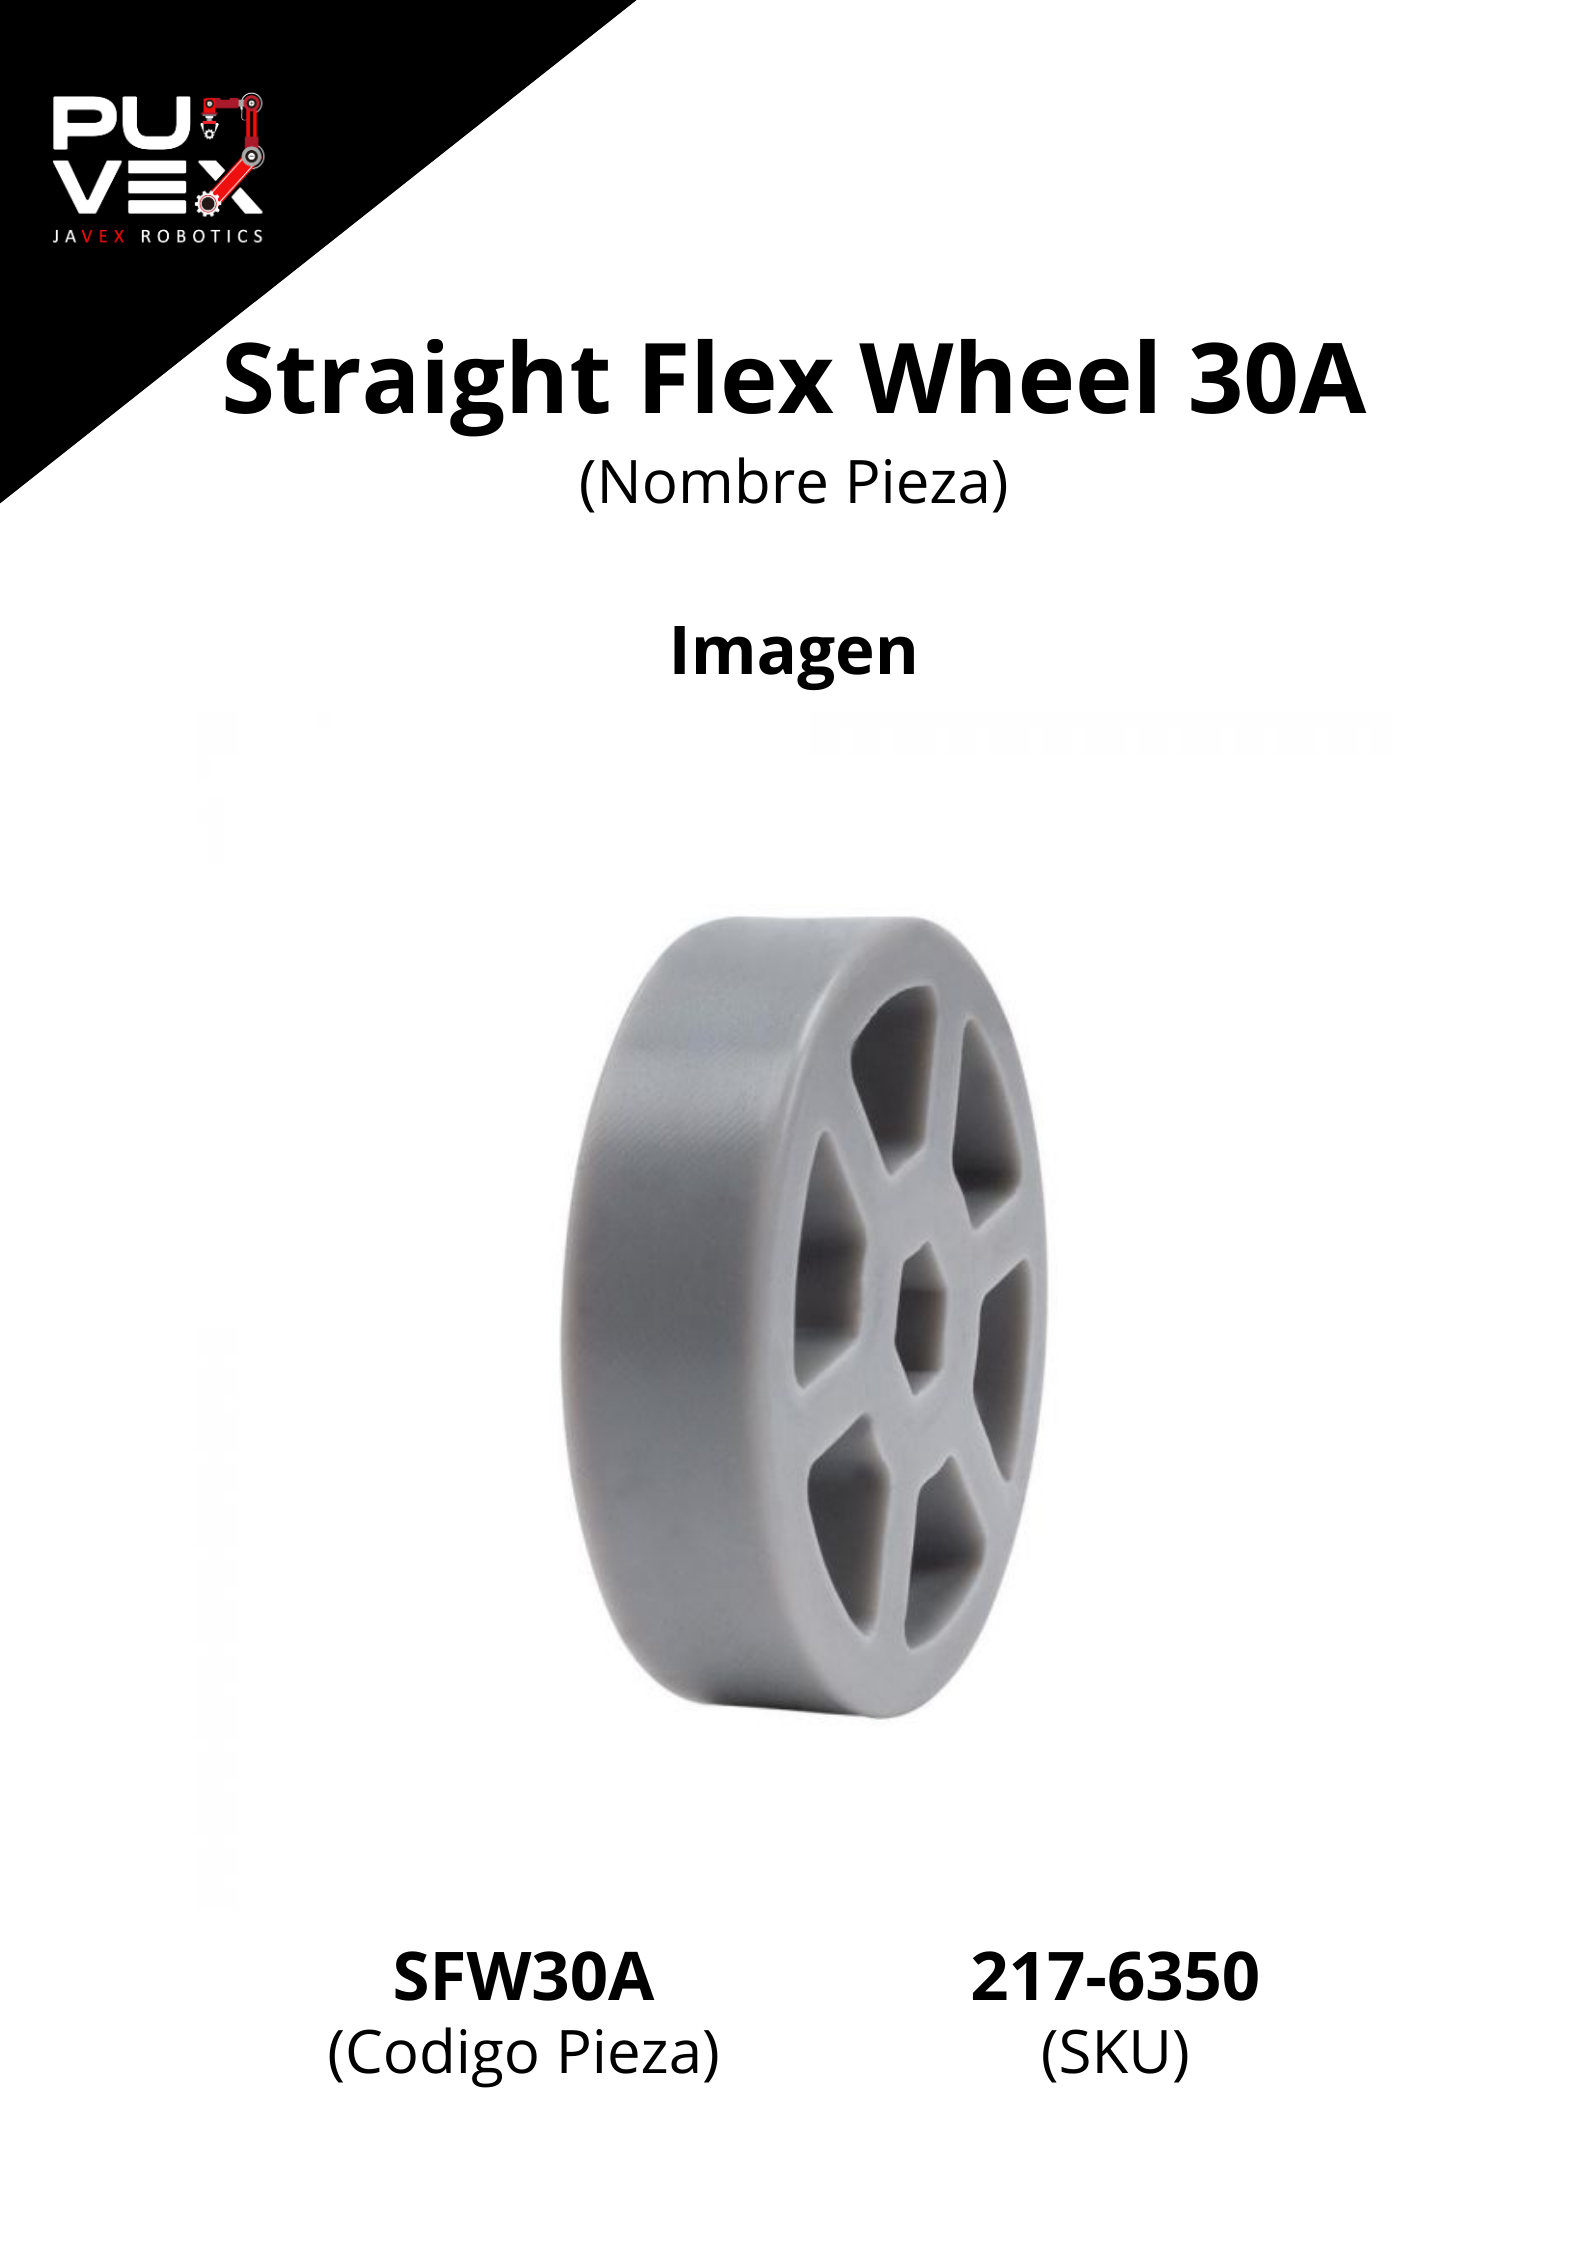 PU
VEX
JAVEX ROBOTICS
Straight Flex Wheel 30A
(Nombre Pieza)
Imagen
SFW30A
(Codigo Pieza)
217-6350
(SKU)